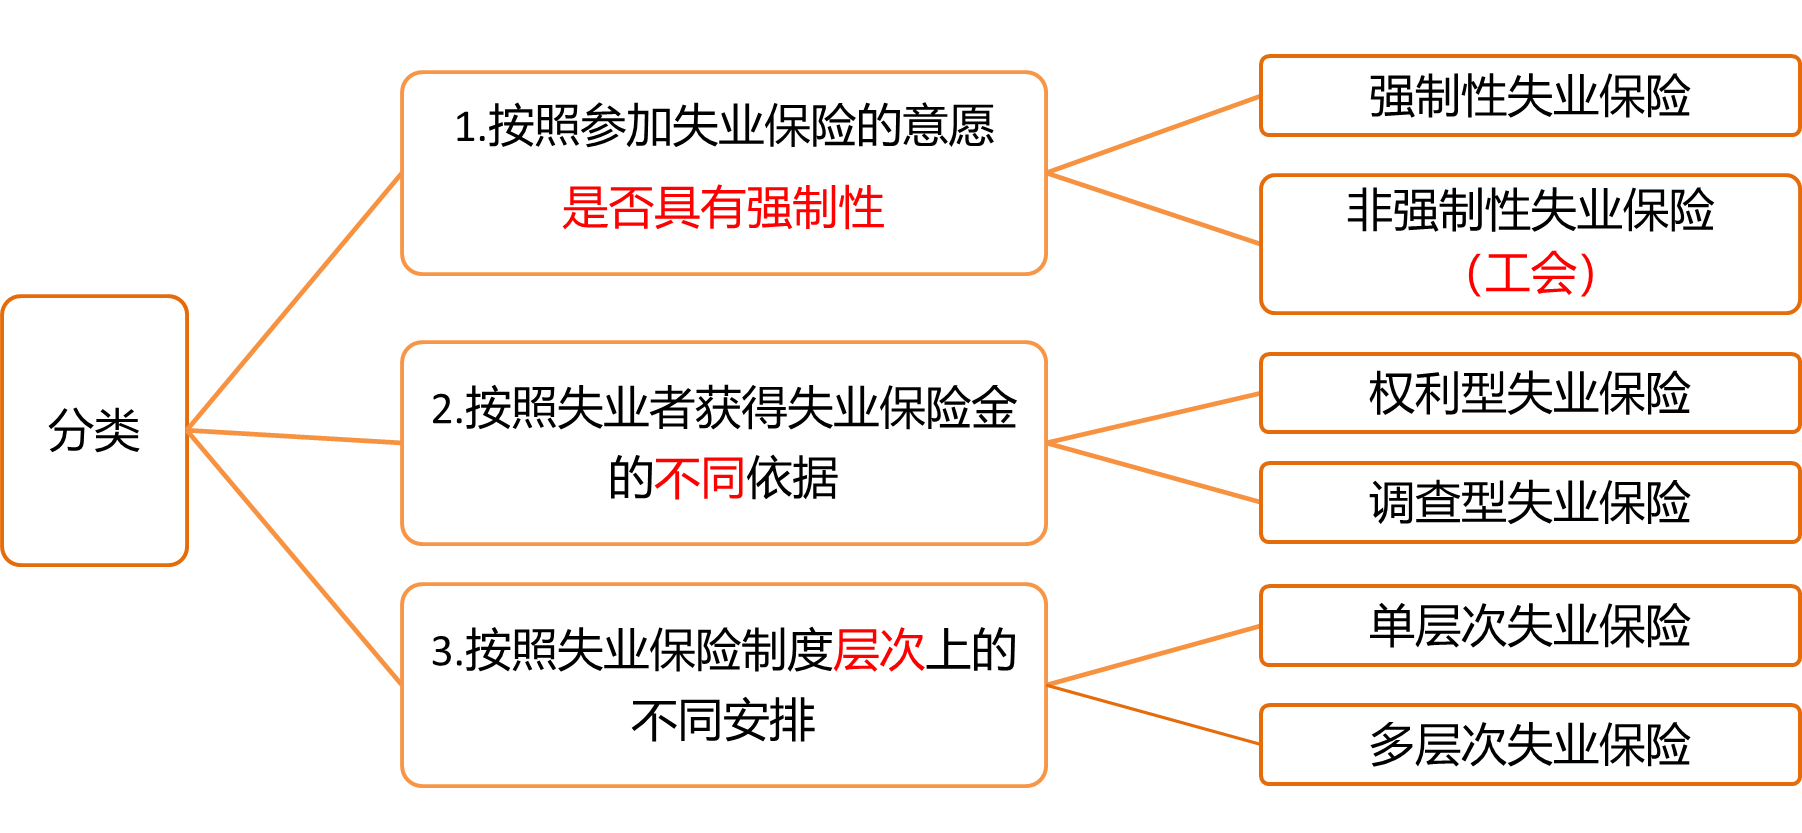 分类
1.按照参加失业保险的意愿
是否具有强制性
强制性失业保险
非强制性失业保险
（工会）
2.按照失业者获得失业保险金
的不同依据
权利型失业保险
调查型失业保险
3.按照失业保险制度层次上的
不同安排
单层次失业保险
多层次失业保险